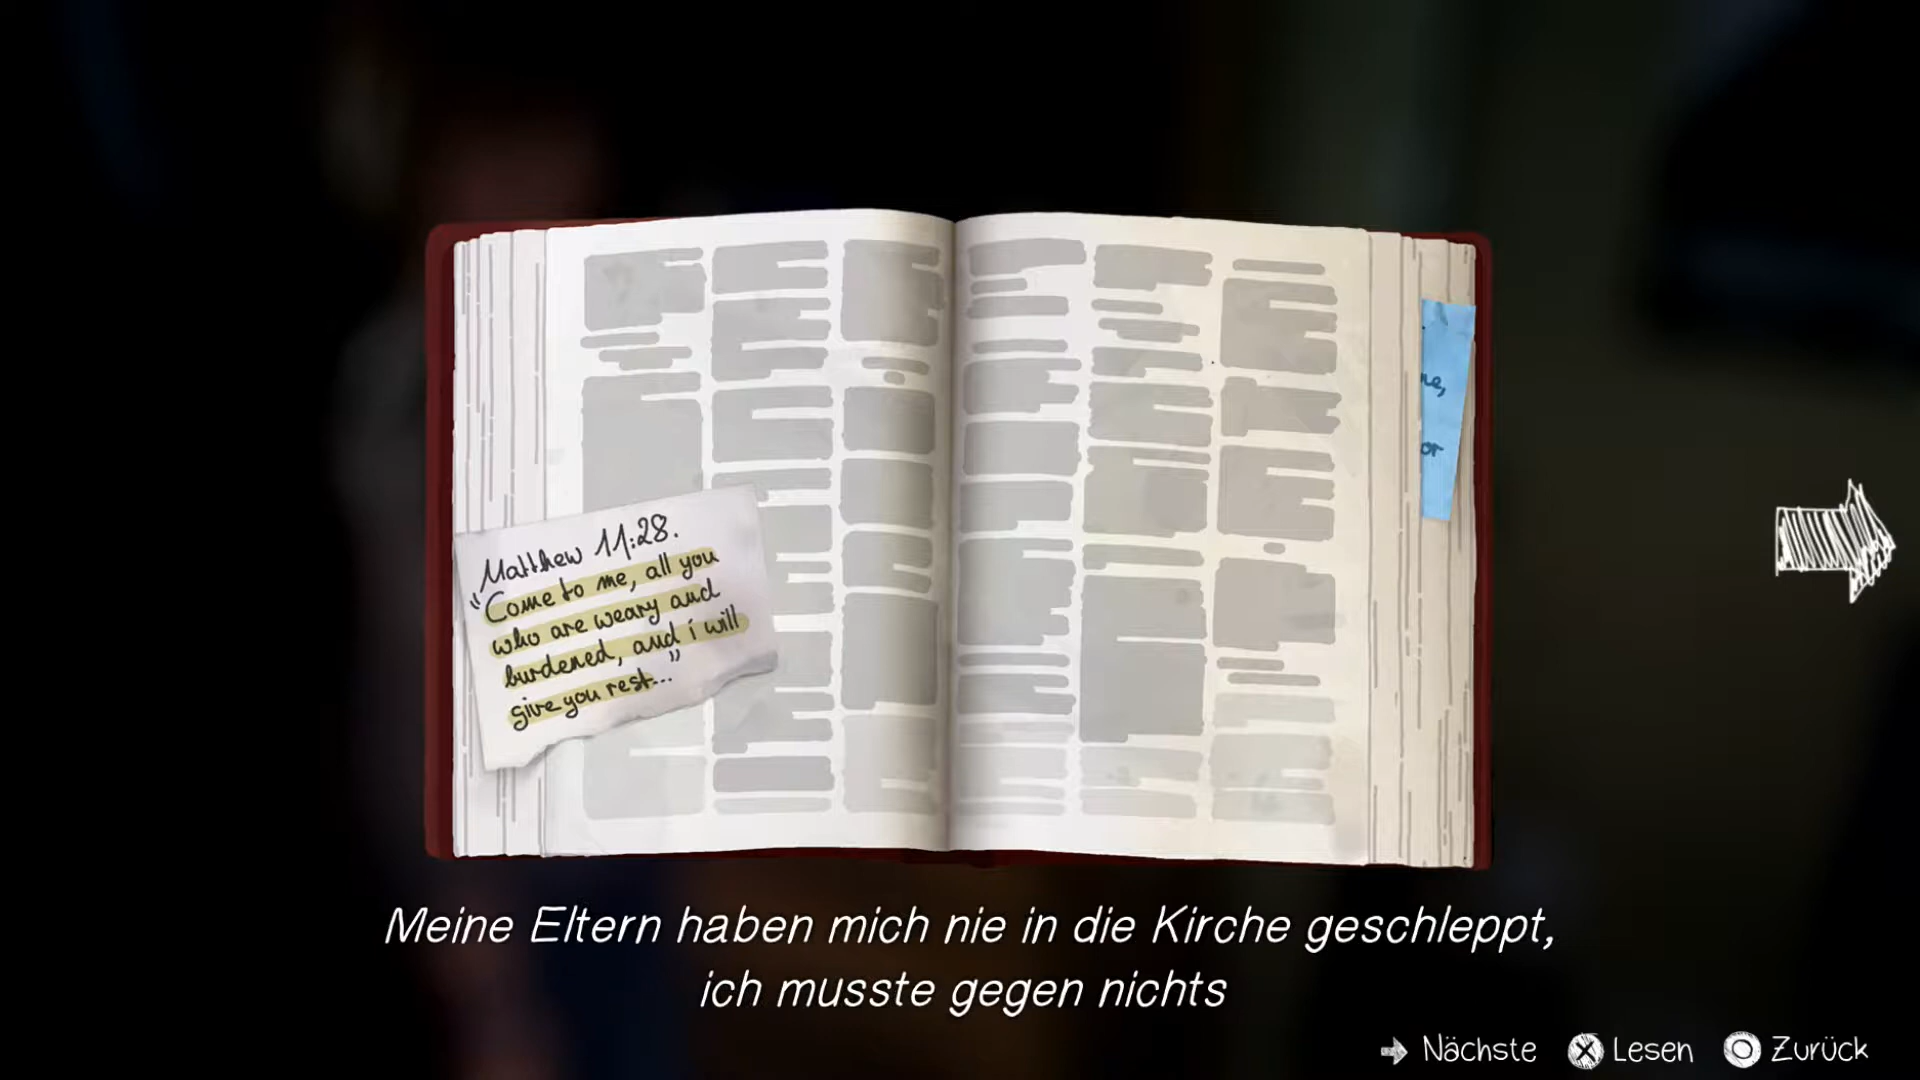 Matthew 11:28.
"Come to me, all you
who are weary and
burdened, and i will
give you rest..."
or
Meine Eltern haben mich nie in die Kirche geschleppt,
ich musste gegen nichts
Nächste Lesen Zurück